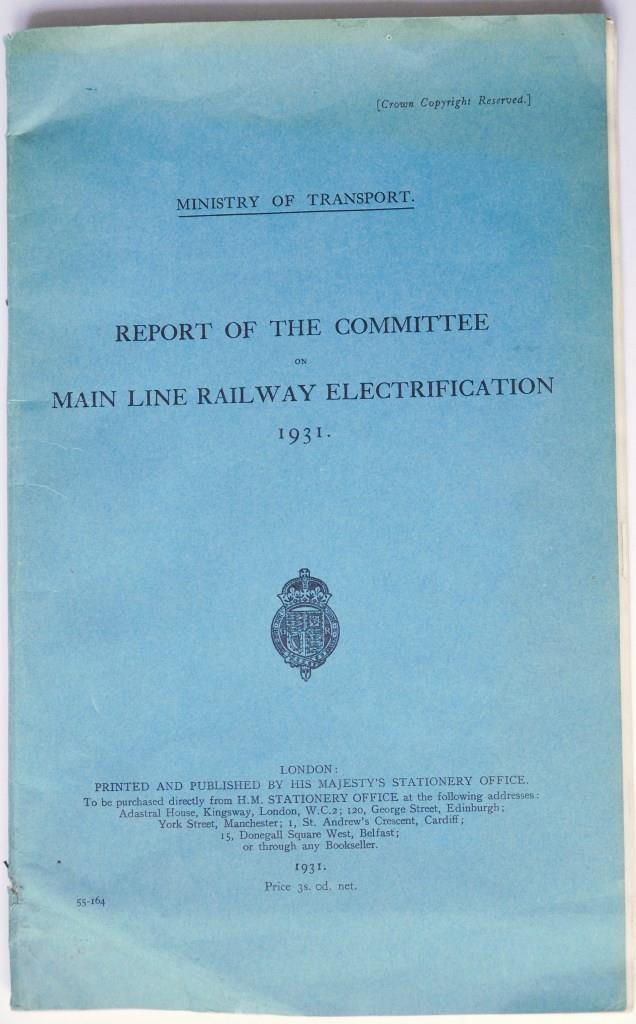 [Crown Copyright Reserved.]
MINISTRY OF TRANSPORT.
REPORT OF THE COMMITTEE
ON
MAIN LINE RAILWAY ELECTRIFICATION
1931.
LONDON:
PRINTED AND PUBLISHED BY HIS MAJESTY'S STATIONERY OFFICE.
To be purchased directly from H.M. STATIONERY OFFICE at the following addresses:
Adastral House, Kingsway, London, W.C.2; 120, George Street, Edinburgh;
York Street, Manchester; 1, St. Andrew's Crescent, Cardiff;
15, Donegall Square West, Belfast;
or through any Bookseller.
1931.
Price 3s. od. net.
55-164